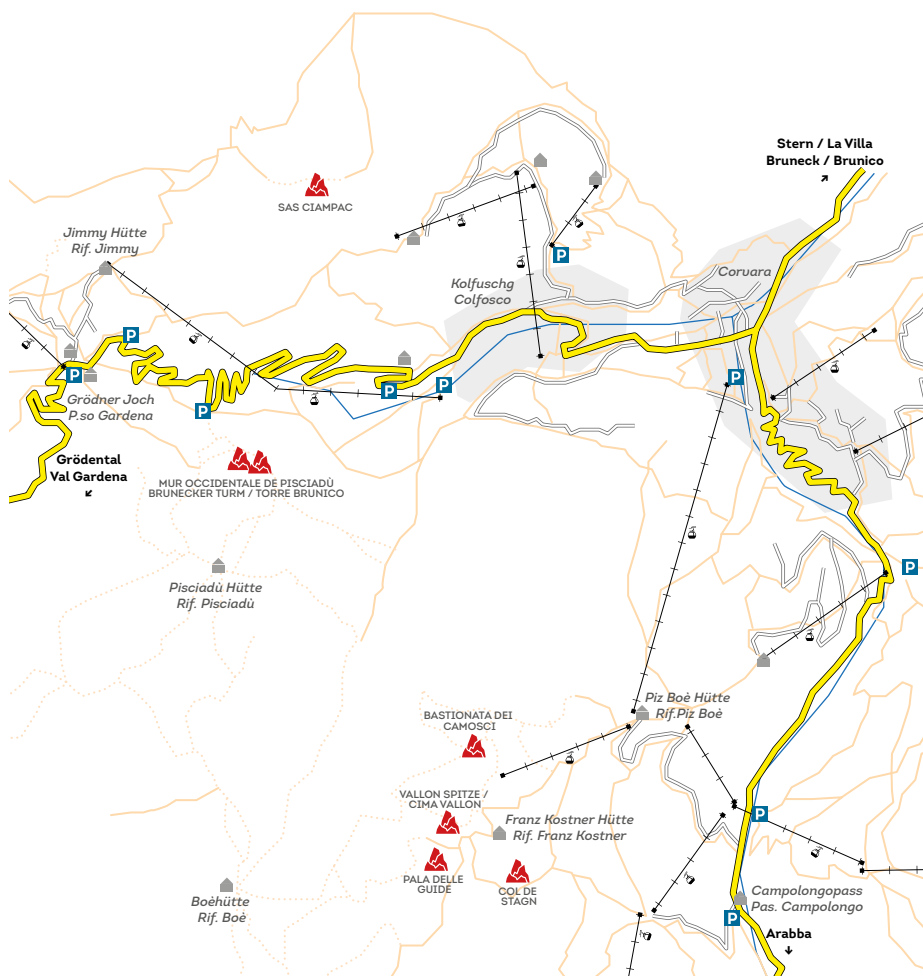 Stern / La Villa
Bruneck / Brunico
SAS CIAMPAC
Jimmy Hütte
Rif. Jimmy
P
Kolfuschg
Colfosco
Coruara
P
P
Grödner Joch
P.so Gardena
P
P
P
P
Grödental
Val Gardena
MUR OCCIDENTALE DE PISCIADÙ
BRUNECKER TURM / TORRE BRUNICO
Pisciadù Hütte
Rif. Pisciadù
P
Piz Boè Hütte
Rif.Piz Boè
BASTIONATA DEI
CAMOSCI
VALLON SPITZE /
CIMA VALLON
Franz Kostner Hütte
Rif. Franz Kostner
P
PALA DELLE
GUIDE
COL DE
STAGN
Boèhütte
Rif. Boè
Campolongopass
Pas. Campolongo
P
Arabba